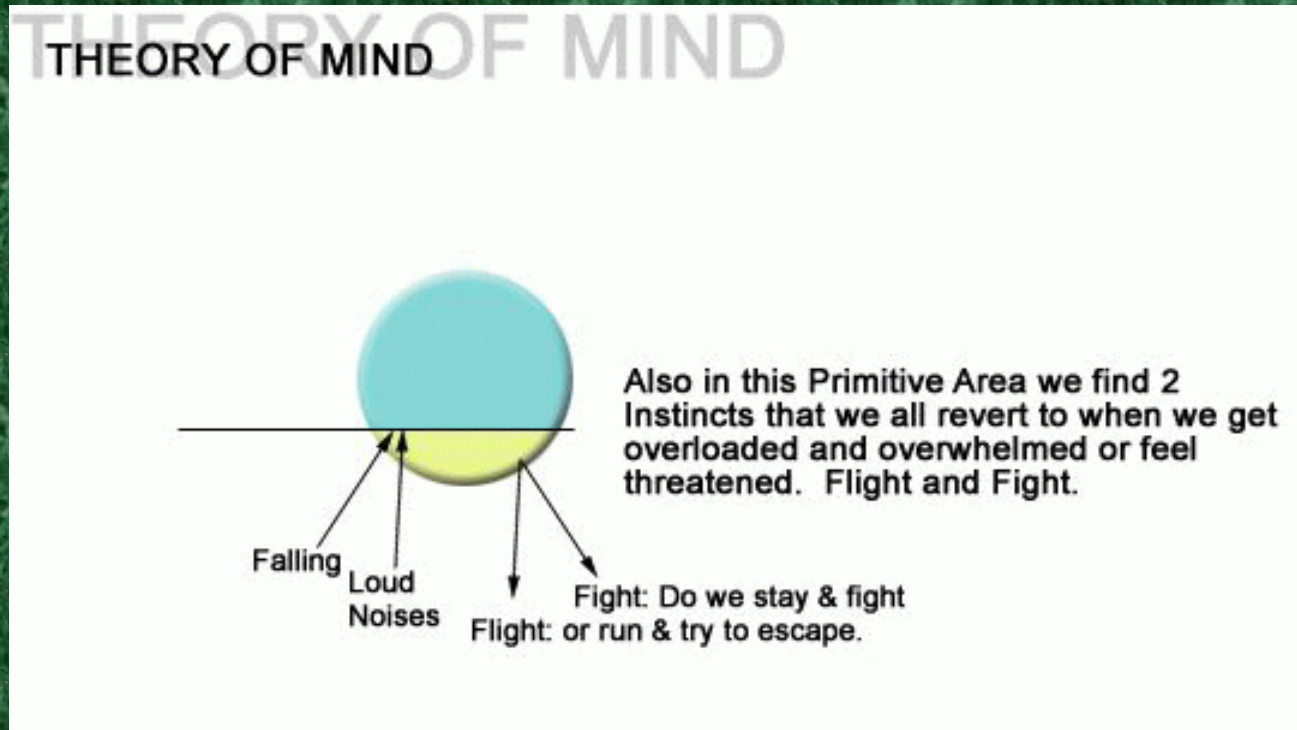 THEORY OF MIND
THEORY OF MIND
Also in this Primitive Area we find 2
Instincts that we all revert to when we get
overloaded and overwhelmed or feel
threatened.  Flight and Fight.
Falling
Loud
Noises
Fight: Do we stay & fight
Flight: or run & try to escape.